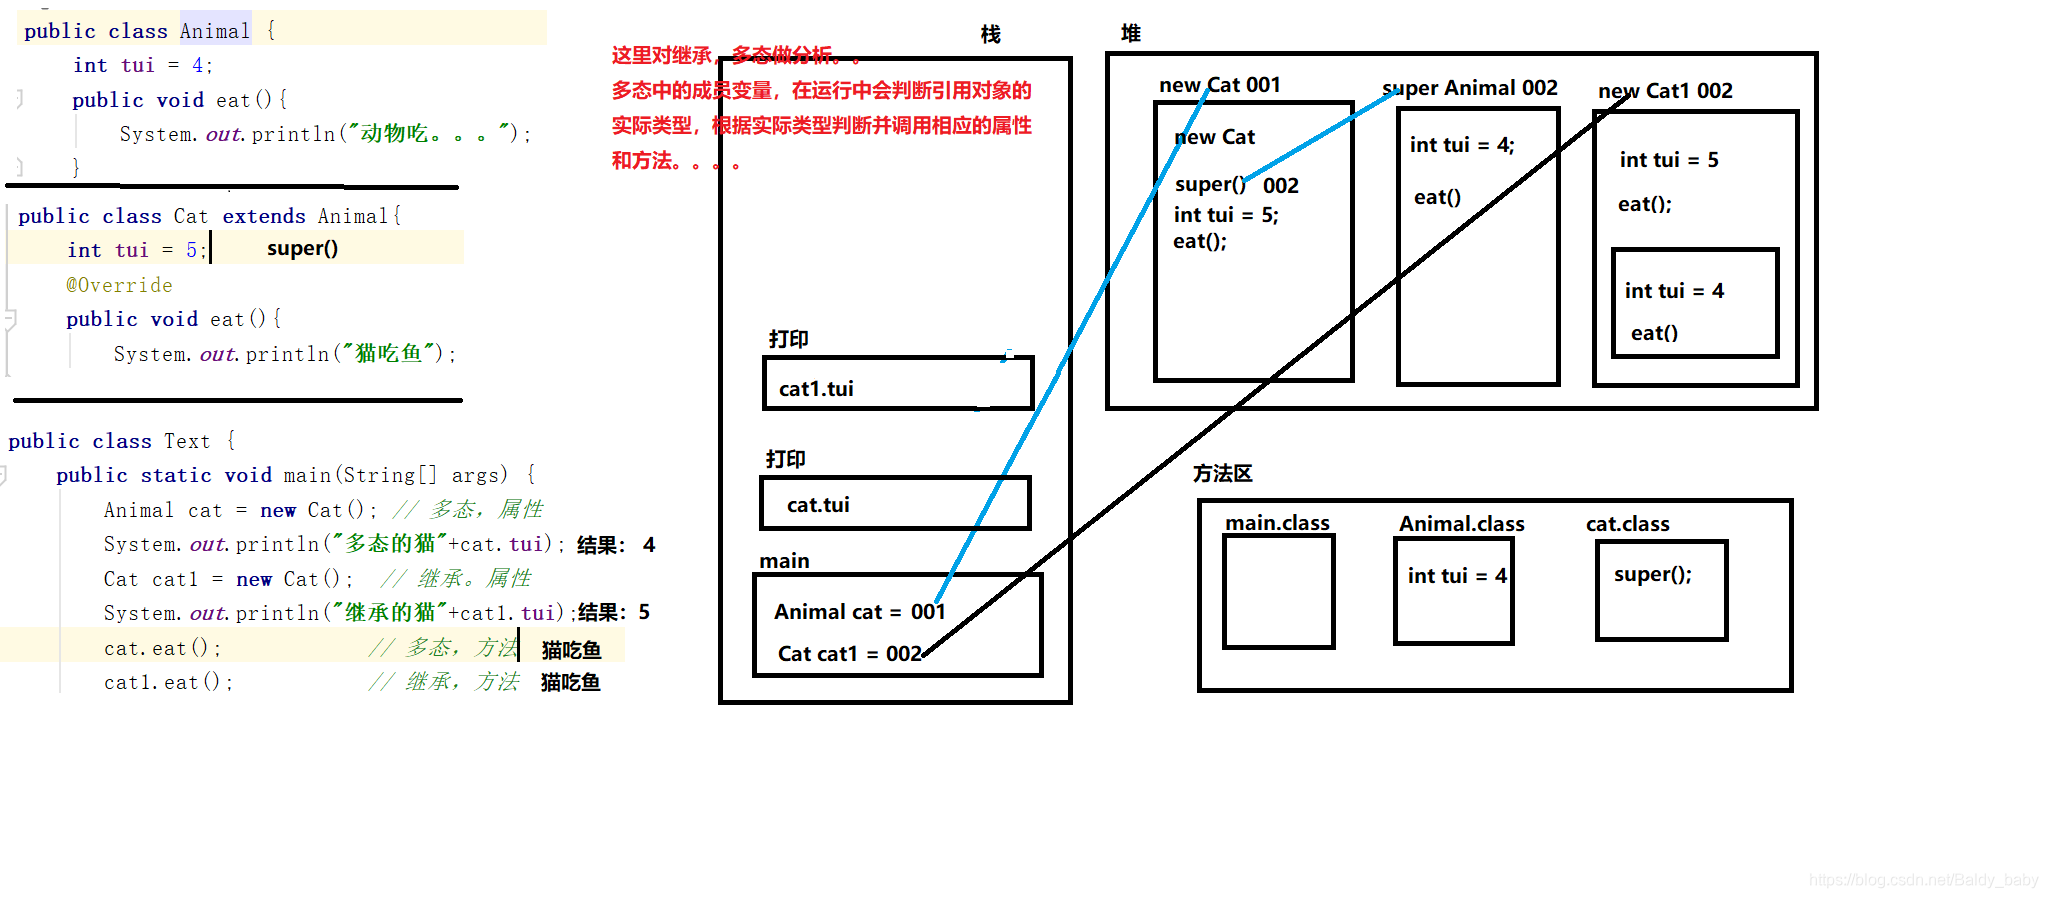 public class Animal {
int tui = 4;
public void eat(){
System.out.println("动物吃。。。");
}
public class Cat extends Animal{
int tui = 5; super()
@Override
public void eat(){
System.out.println("猫吃鱼");
public class Text {
public static void main(String[] args) {
Animal cat = new Cat(); // 多态，属性
System.out.println("多态的猫"+cat.tui); 结果： 4
Cat cat1 = new Cat(); // 继承。属性
System.out.println("继承的猫"+cat1.tui);结果：5
cat.eat(); // 多态，方法 猫吃鱼
cat1.eat(); // 继承，方法 猫吃鱼
这里对继承，多态做分析。。
多态中的成员变量，在运行中会判断引用对象的
实际类型，根据实际类型判断并调用相应的属性
和方法。。。。
栈
打印
cat1.tui
打印
cat.tui
main
Animal cat = 001
Cat cat1 = 002
堆
new Cat 001
new Cat
super() 002
int tui = 5;
eat();
super Animal 002
int tui = 4;
eat()
new Cat1 002
int tui = 5
eat();
int tui = 4
eat()
方法区
main.class
Animal.class
int tui = 4
cat.class
super();
https://blog.csdn.net/Baldy_baby